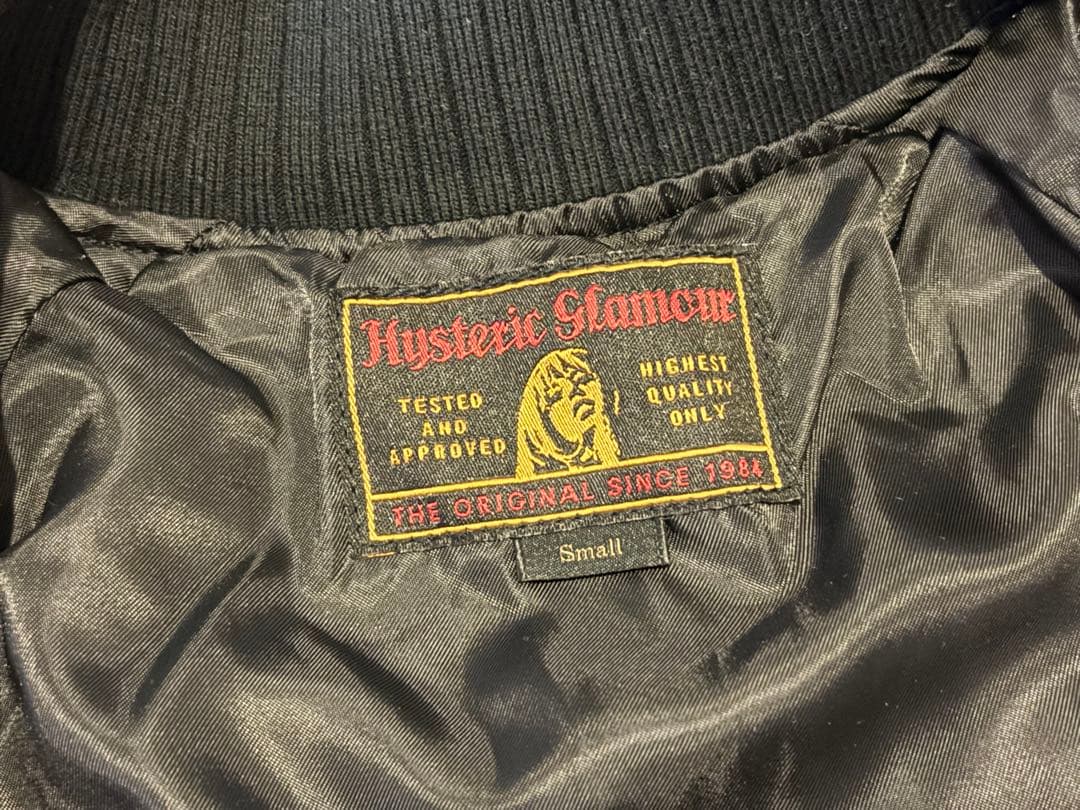 Hysteric Glamour
TESTED
AND
APPROVED
HIGHEST
QUALITY
ONLY
THE ORIGINAL SINCE 1984
Small